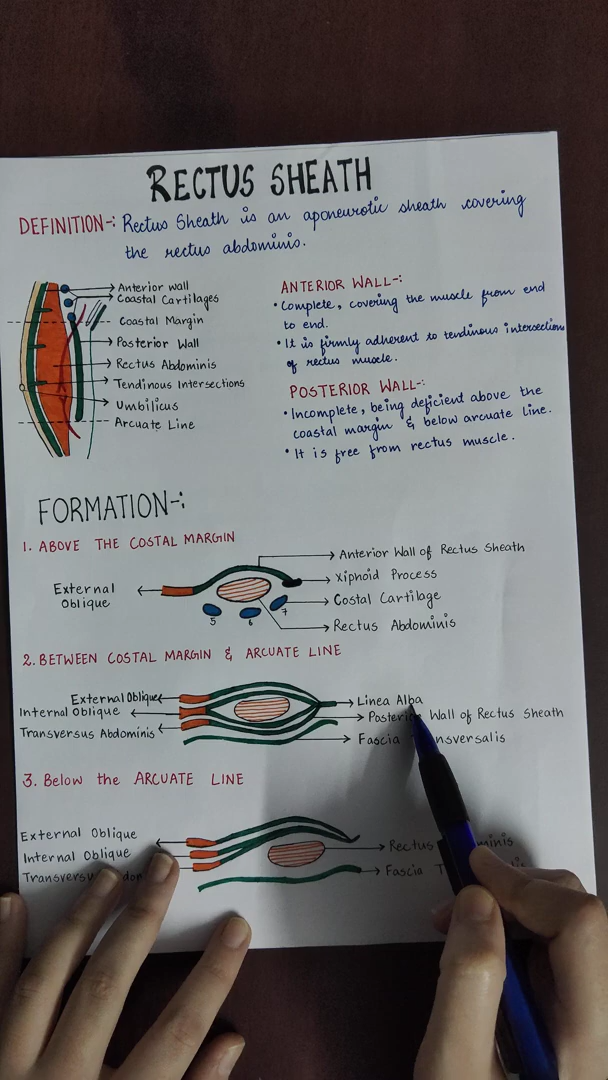 RECTUS SHEATH
DEFINITION-: Rectus Sheath is an aponeurotic sheath covering
the rectus abdominis.
Anterior wall
Coastal Cartilages
Coastal Margin
Posterior Wall
Rectus Abdominis
Tendinous Intersections
Umbilicus
Arcuate Line
ANTERIOR WALL-:
• Complete, covering the muscle from end
to end.
• It is firmly adherent to tendinous intersections
of rectus muscle.
POSTERIOR WALL-:
• Incomplete, being deficient above the
coastal margin & below arcuate line.
• It is free from rectus muscle.
FORMATION-:
1. ABOVE THE COSTAL MARGIN
External
Oblique
Anterior Wall of Rectus Sheath
Xiphoid Process
Costal Cartilage
Rectus Abdominis
5 6 7
2. BETWEEN COSTAL MARGIN & ARCUATE LINE
External Oblique
Internal Oblique
Transversus Abdominis
Linea Alba
Wall of Rectus Sheath
Fascia
3. Below the ARCUATE LINE
External Oblique
Internal Oblique
Rectus
Fascia